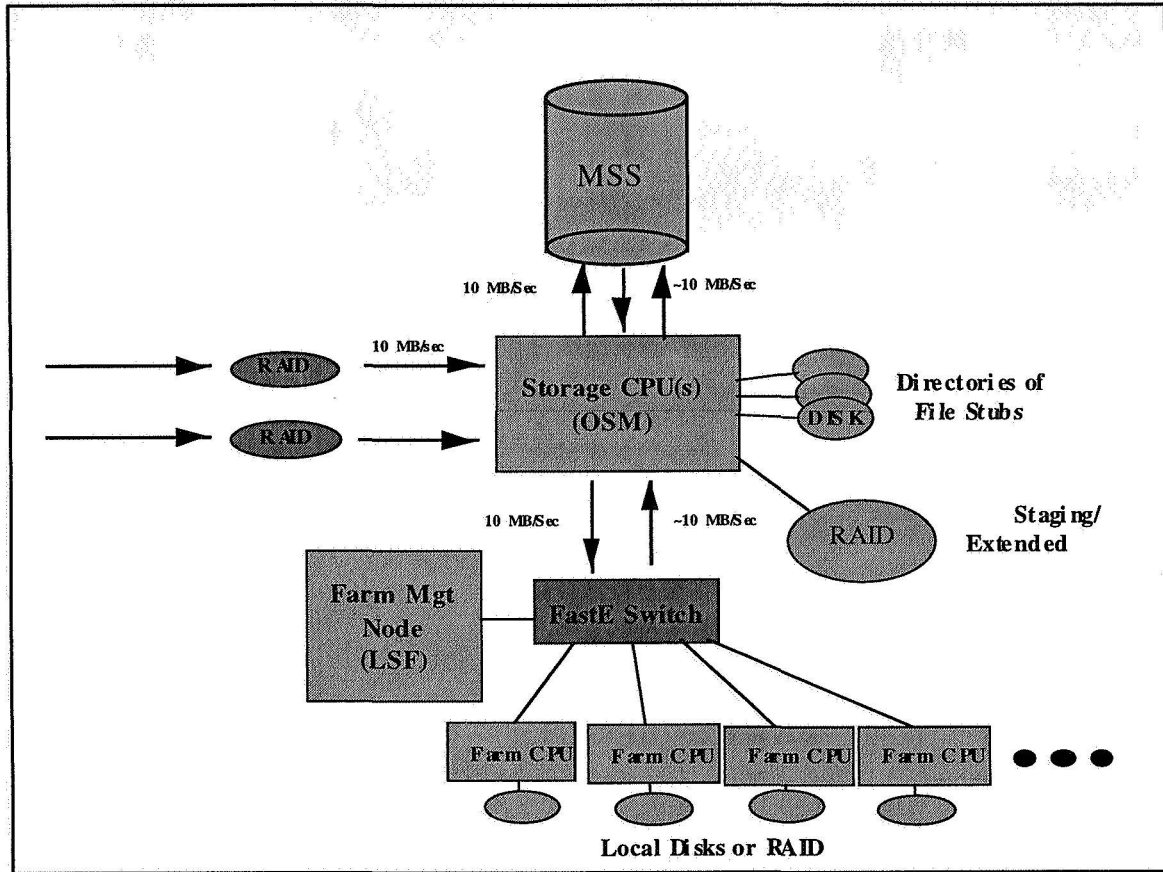 MSS
10 MB/Sec
~10 MB/Sec
RAID
10 MB/sec
RAID
Storage CPU(s)
(OSM)
DISK
Directories of
File Stubs
10 MB/Sec
~10 MB/Sec
RAID
Staging/
Extended
Farm Mgt
Node
(LSF)
FastE Switch
Farm CPU
Farm CPU
Farm CPU
Farm CPU
Local Disks or RAID